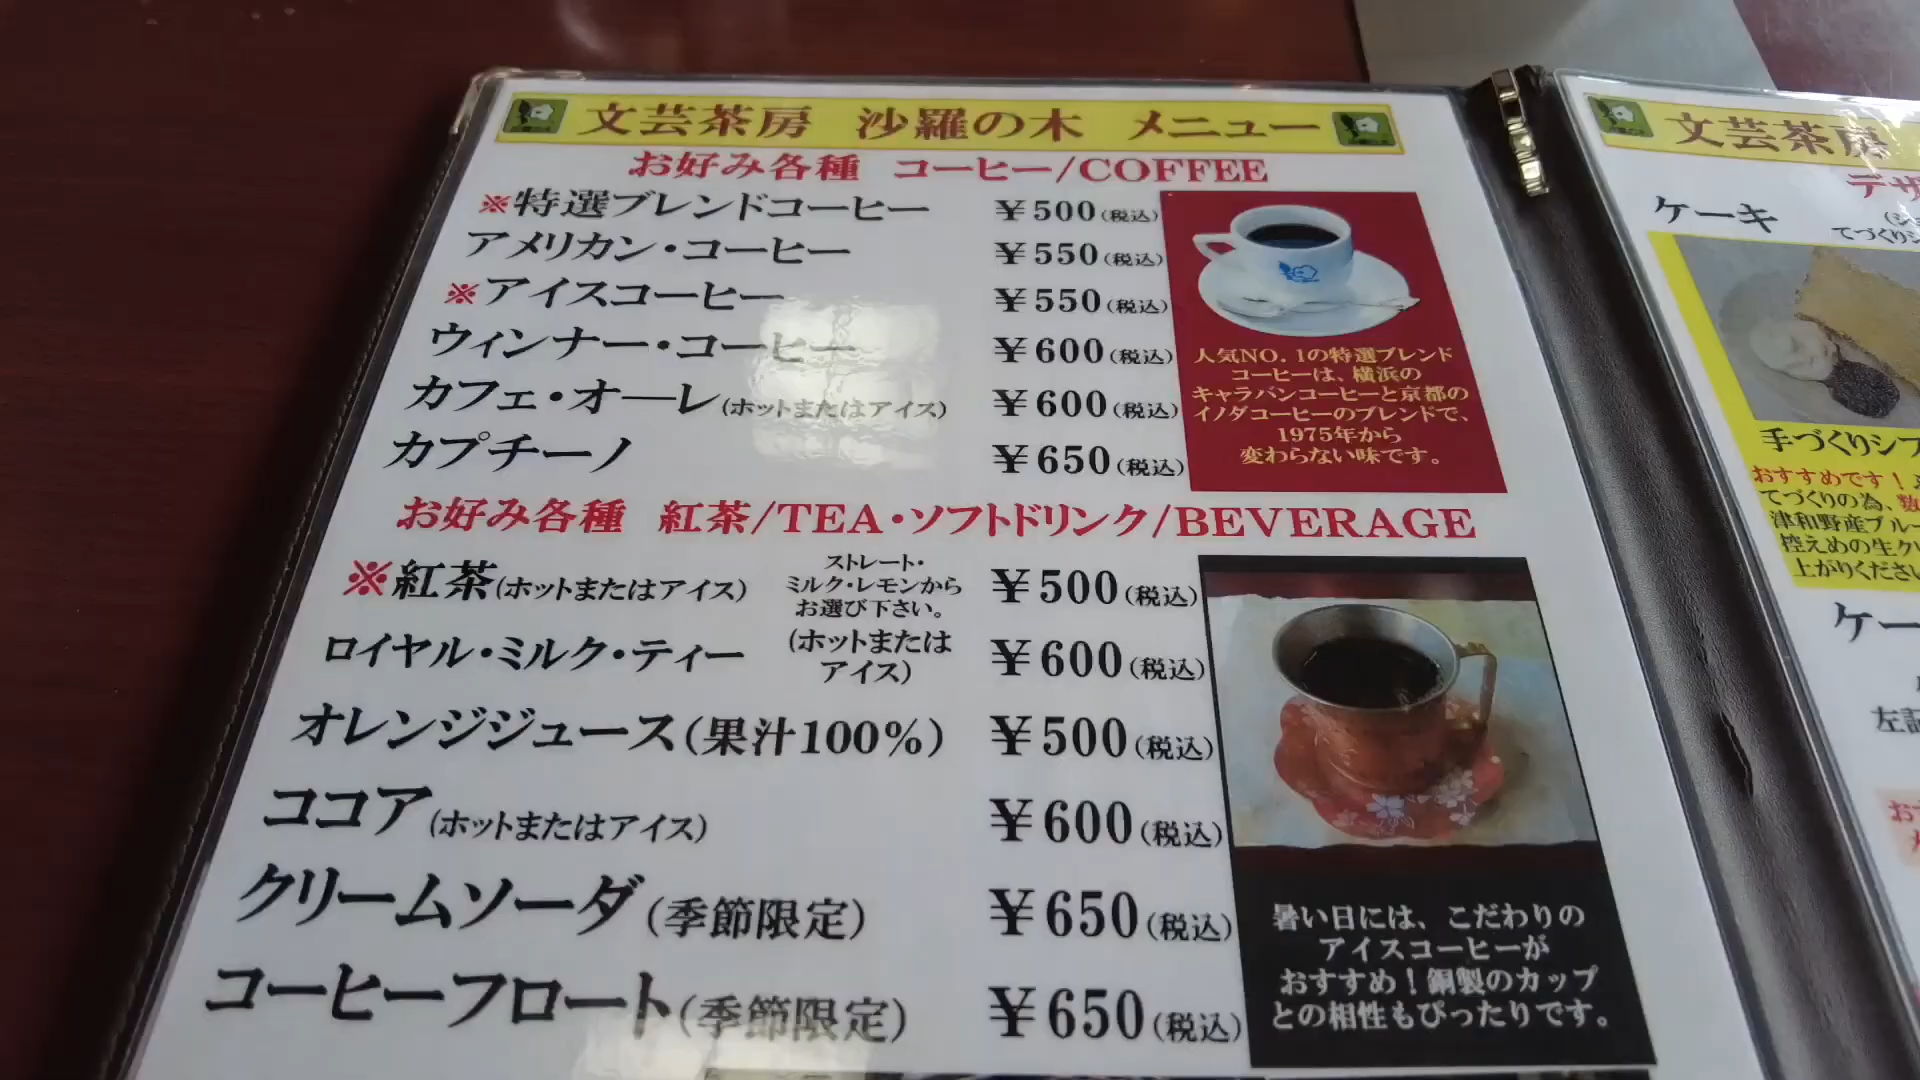 文芸茶房 沙羅の木 メニュー
お好み各種 コーヒー/COFFEE
※特選ブレンドコーヒー ￥500(税込)
アメリカン・コーヒー ￥550(税込)
※アイスコーヒー ￥550(税込)
ウィンナー・コーヒー ￥600(税込)
カフェ・オーレ(ホットまたはアイス) ￥600(税込)
カプチーノ ￥650(税込)
人気NO.1の特選ブレンド
コーヒーは、横浜の
キャラバンコーヒーと京都の
イノダコーヒーのブレンドで、
1975年から
変わらない味です。
お好み各種 紅茶/TEA・ソフトドリンク/BEVERAGE
※紅茶(ホットまたはアイス) ストレート・ミルク・レモンからお選び下さい。 ￥500(税込)
ロイヤル・ミルク・ティー (ホットまたはアイス) ￥600(税込)
オレンジジュース(果汁100%) ￥500(税込)
ココア(ホットまたはアイス) ￥600(税込)
クリームソーダ(季節限定) ￥650(税込)
コーヒーフロート(季節限定) ￥650(税込)
暑い日には、こだわりの
アイスコーヒーが
おすすめ！銅製のカップ
との相性もぴったりです。
文芸茶房
デザ
ケーキ
てづくりシ
手づくりシフ
おすすめです！
てづくりの為、数
津和野産ブルー
控えめの生ク
上がりください
ケー